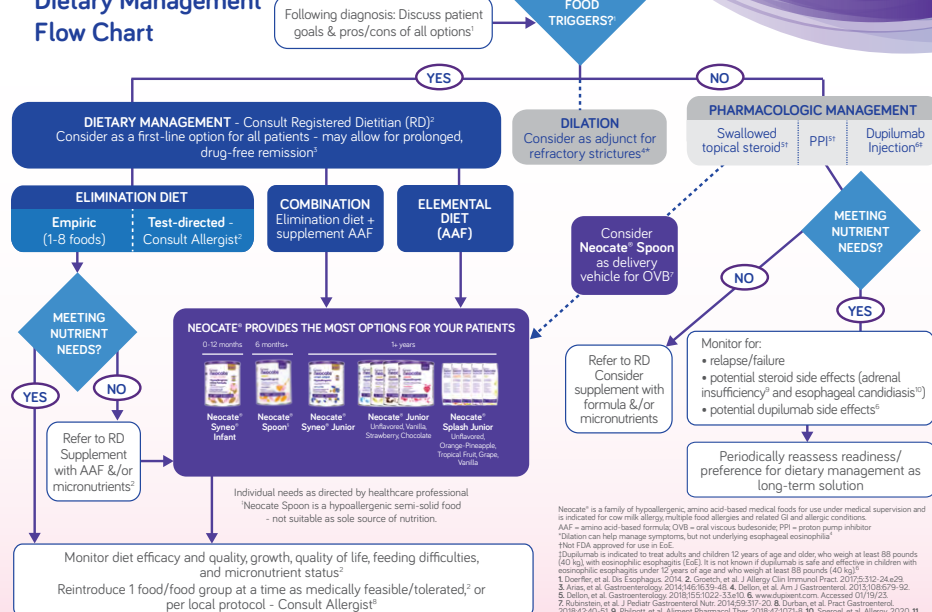 Dietary Management
Flow Chart
Following diagnosis: Discuss patient
goals & pros/cons of all options¹
FOOD
TRIGGERS?¹
YES
NO
DIETARY MANAGEMENT - Consult Registered Dietitian (RD)²
Consider as a first-line option for all patients - may allow for prolonged,
drug-free remission³
DILATION
Consider as adjunct for
refractory strictures⁴*
PHARMACOLOGIC MANAGEMENT
Swallowed
topical steroid⁵†
PPI⁵†
Dupilumab
Injection⁶‡
ELIMINATION DIET
Empiric
(1-8 foods)
Test-directed -
Consult Allergist²
COMBINATION
Elimination diet +
supplement AAF
ELEMENTAL
DIET
(AAF)
Consider
Neocate® Spoon
as delivery
vehicle for OVB⁷
MEETING
NUTRIENT
NEEDS?
NO
YES
MEETING
NUTRIENT
NEEDS?
YES
NO
Refer to RD
Supplement
with AAF &/or
micronutrients²
NEOCATE® PROVIDES THE MOST OPTIONS FOR YOUR PATIENTS
0-12 months
6 months+
1+ years
Neocate®
Syneo®
Infant
Neocate®
Spoon
Neocate®
Syneo® Junior
Neocate® Junior
Unflavored, Vanilla,
Strawberry, Chocolate
Neocate®
Splash Junior
Unflavored,
Orange-Pineapple,
Tropical Fruit, Grape,
Vanilla
Individual needs as directed by healthcare professional
Neocate Spoon is a hypoallergenic semi-solid food
- not suitable as sole source of nutrition.
Refer to RD
Consider
supplement with
formula &/or
micronutrients
Monitor for:
• relapse/failure
• potential steroid side effects (adrenal
insufficiency⁹ and esophageal candidiasis¹⁰)
• potential dupilumab side effects⁶
Periodically reassess readiness/
preference for dietary management as
long-term solution
Monitor diet efficacy and quality, growth, quality of life, feeding difficulties,
and micronutrient status²
Reintroduce 1 food/food group at a time as medically feasible/tolerated,² or
per local protocol - Consult Allergist⁸
Neocate® is a family of hypoallergenic, amino acid-based medical foods for use under medical supervision and
is indicated for cow milk allergy, multiple food allergies and related GI and allergic conditions.
AAF = amino acid-based formula; OVB = oral viscous budesonide; PPI = proton pump inhibitor
*Dilation can help manage symptoms, but not underlying esophageal eosinophilia⁴
†Not FDA approved for use in EoE.
‡Dupilumab is indicated to treat adults and children 12 years of age and older, who weigh at least 88 pounds
(40 kg), with eosinophilic esophagitis (EoE). It is not known if dupilumab is safe and effective in children with
eosinophilic esophagitis under 12 years of age and who weigh at least 88 pounds (40 kg).⁶
1. Doerfler, et al. Dis Esophagus. 2014. 2. Groetch, et al. J Allergy Clin Immunol Pract. 2017;5:312-24.e29.
3. Arias, et al. Gastroenterology. 2014;146:1639-48. 4. Dellon, et al. Am J Gastroenterol. 2013;108:679-92.
5. Dellon, et al. Gastroenterology. 2018;155:1022-33.e10. 6. www.dupixent.com. Accessed 01/19/23.
7. Rubinstein, et al. J Pediatr Gastroenterol Nutr. 2014;59:317-20. 8. Durban, et al. Pract Gastroenterol.